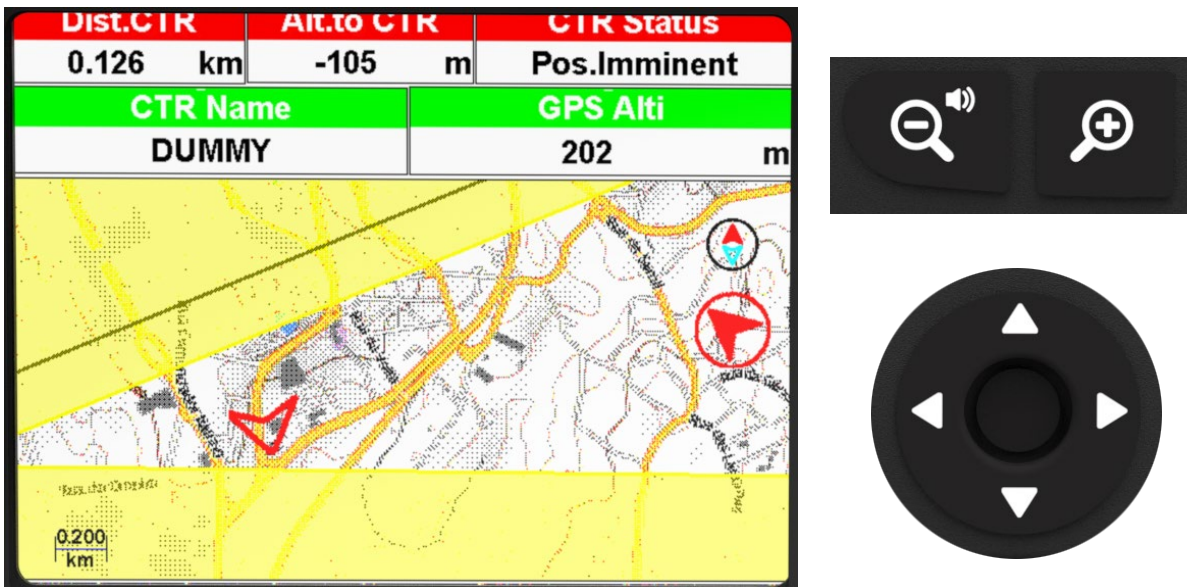 Dist.CTR Alt.to CTR CTR Status
0.126 km -105 m Pos.Imminent
CTR Name GPS Alti
DUMMY 202 m
0.200
km